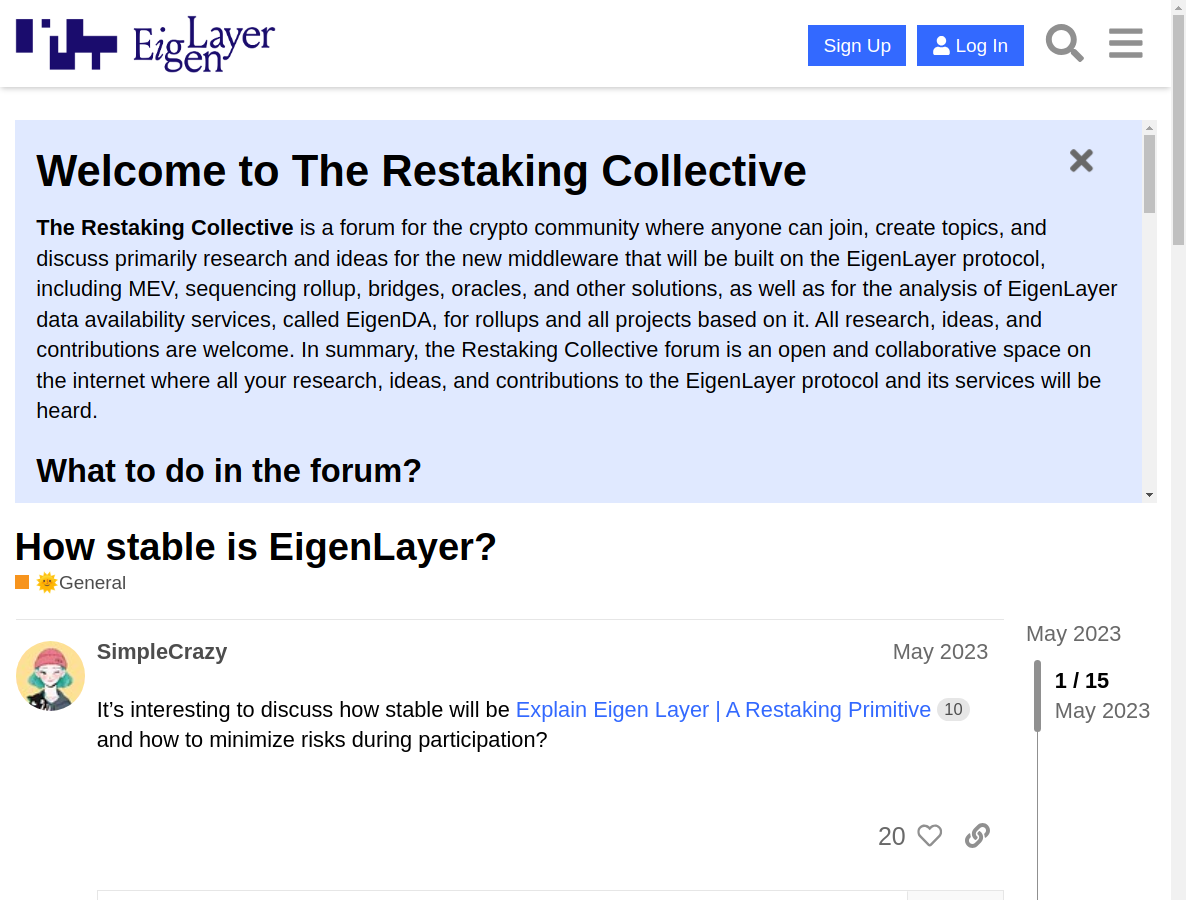 EigenLayer
Sign Up
Log In
Welcome to The Restaking Collective
The Restaking Collective is a forum for the crypto community where anyone can join, create topics, and
discuss primarily research and ideas for the new middleware that will be built on the EigenLayer protocol,
including MEV, sequencing rollup, bridges, oracles, and other solutions, as well as for the analysis of EigenLayer
data availability services, called EigenDA, for rollups and all projects based on it. All research, ideas, and
contributions are welcome. In summary, the Restaking Collective forum is an open and collaborative space on
the internet where all your research, ideas, and contributions to the EigenLayer protocol and its services will be
heard.
What to do in the forum?
How stable is EigenLayer?
🌞General
SimpleCrazy
May 2023
It’s interesting to discuss how stable will be Explain Eigen Layer | A Restaking Primitive 10
and how to minimize risks during participation?
20
May 2023
1 / 15
May 2023